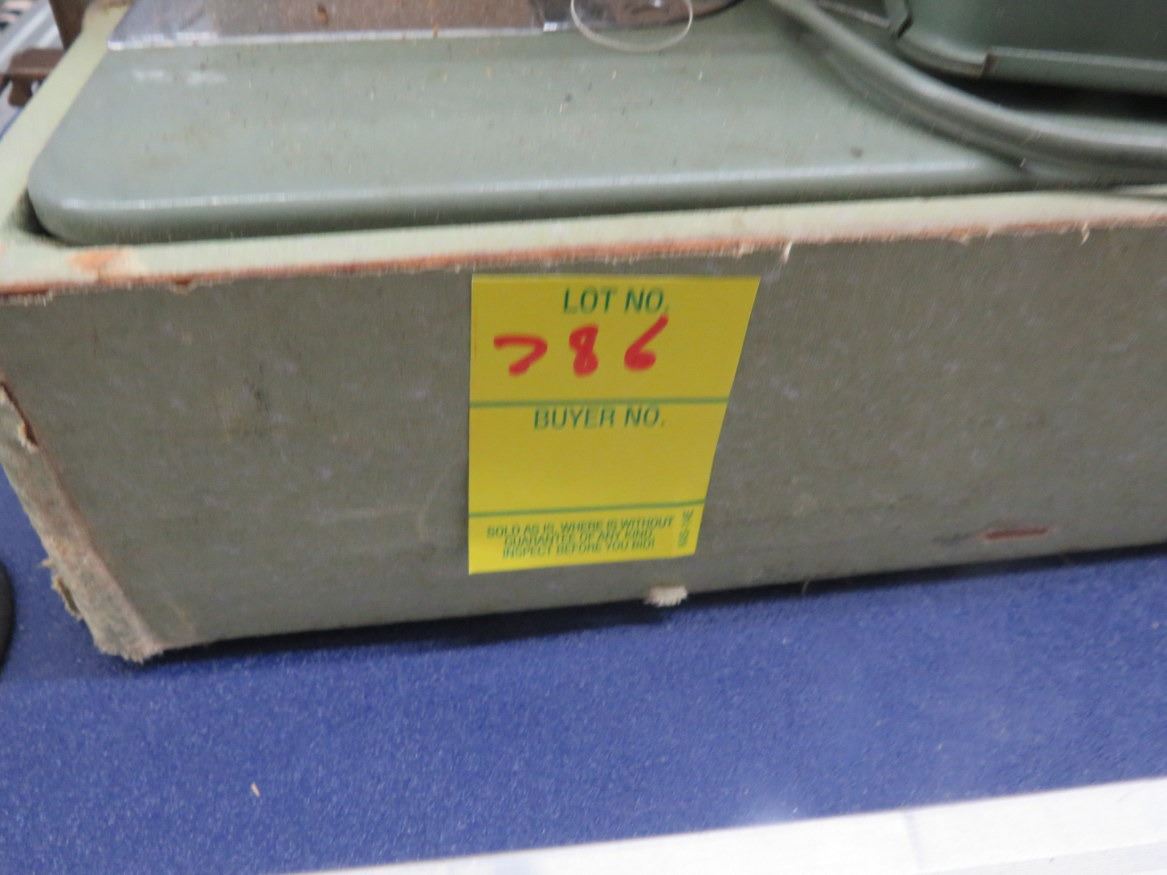 LOT NO.
786
BUYER NO.
SOLD AS IS, WHERE IS WITHOUT
GUARANTEE OF ANY KIND.
INSPECT BEFORE YOU BID!